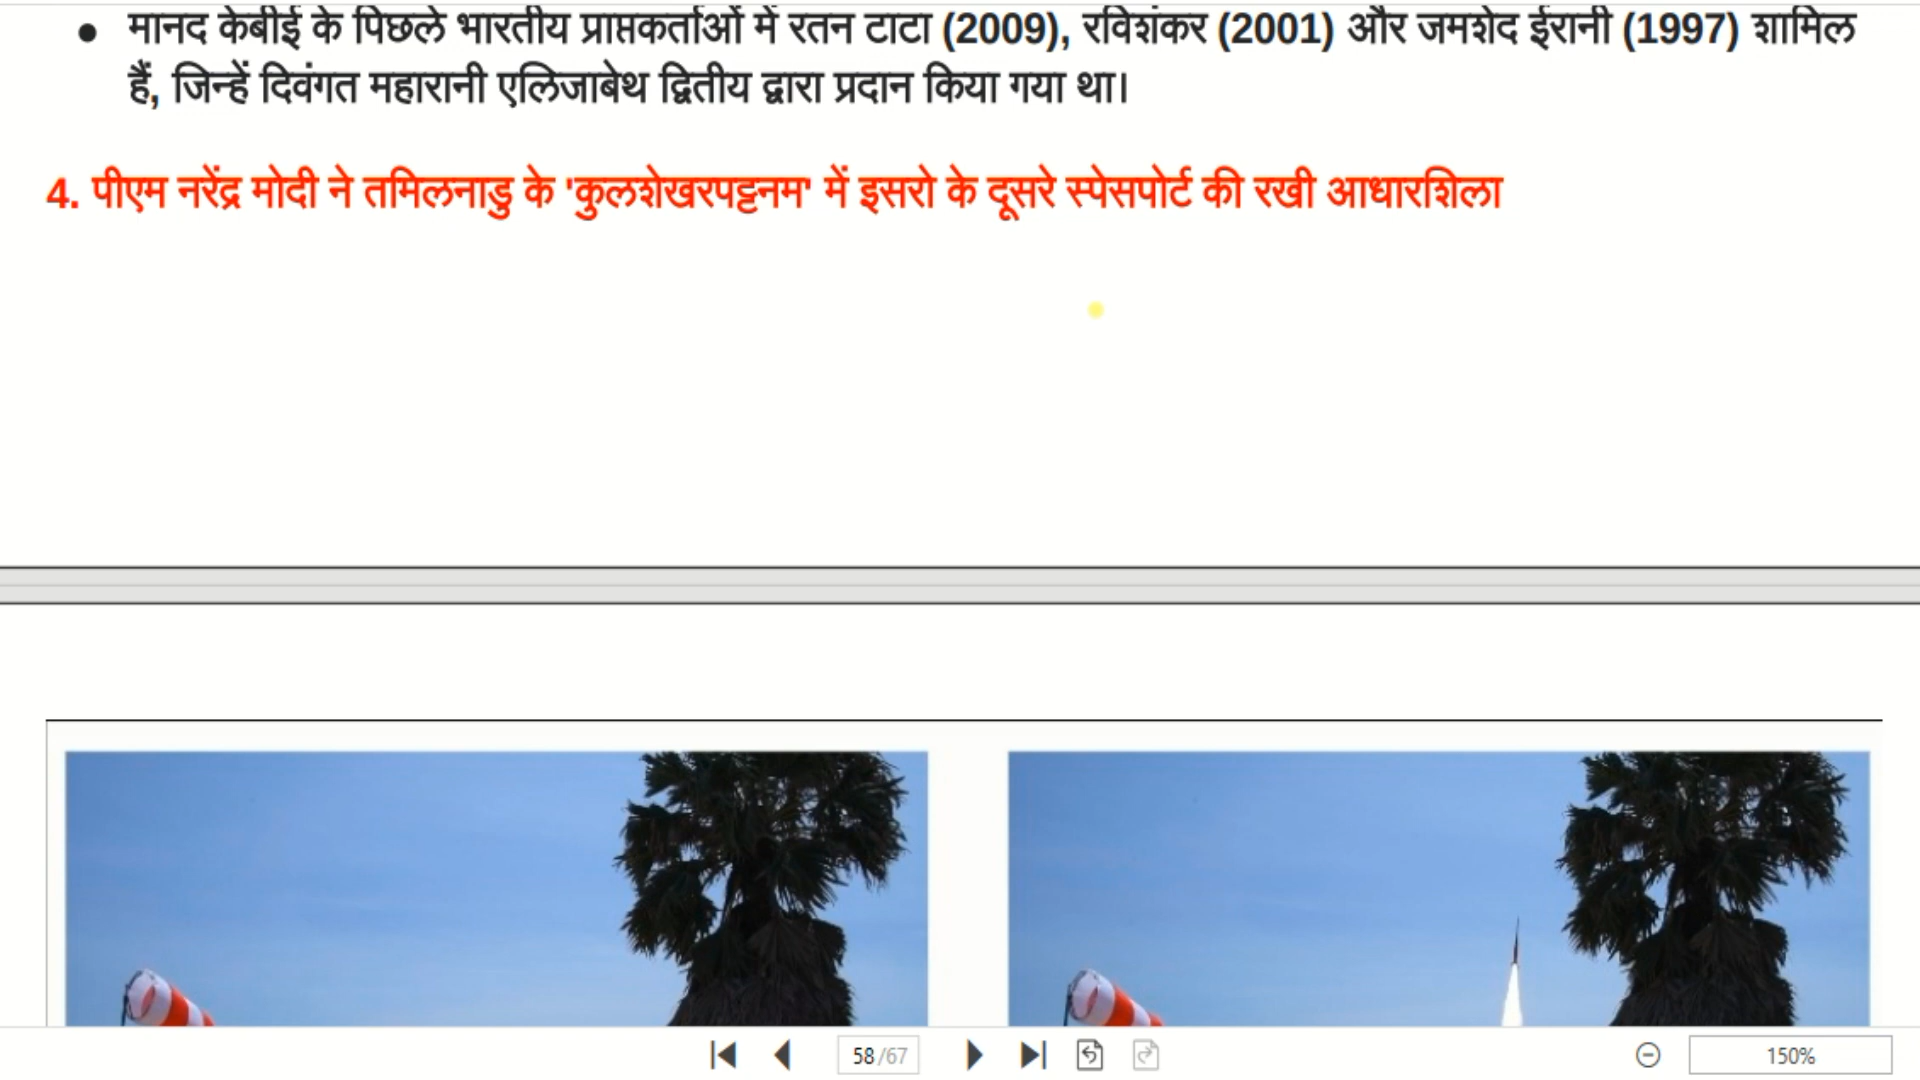 • मानद केबीई के पिछले भारतीय प्राप्तकर्ताओं में रतन टाटा (2009), रविशंकर (2001) और जमशेद ईरानी (1997) शामिल
हैं, जिन्हें दिवंगत महारानी एलिजाबेथ द्वितीय द्वारा प्रदान किया गया था।
4. पीएम नरेंद्र मोदी ने तमिलनाडु के 'कुलशेखरपट्टनम' में इसरो के दूसरे स्पेसपोर्ट की रखी आधारशिला
58 /67
150%